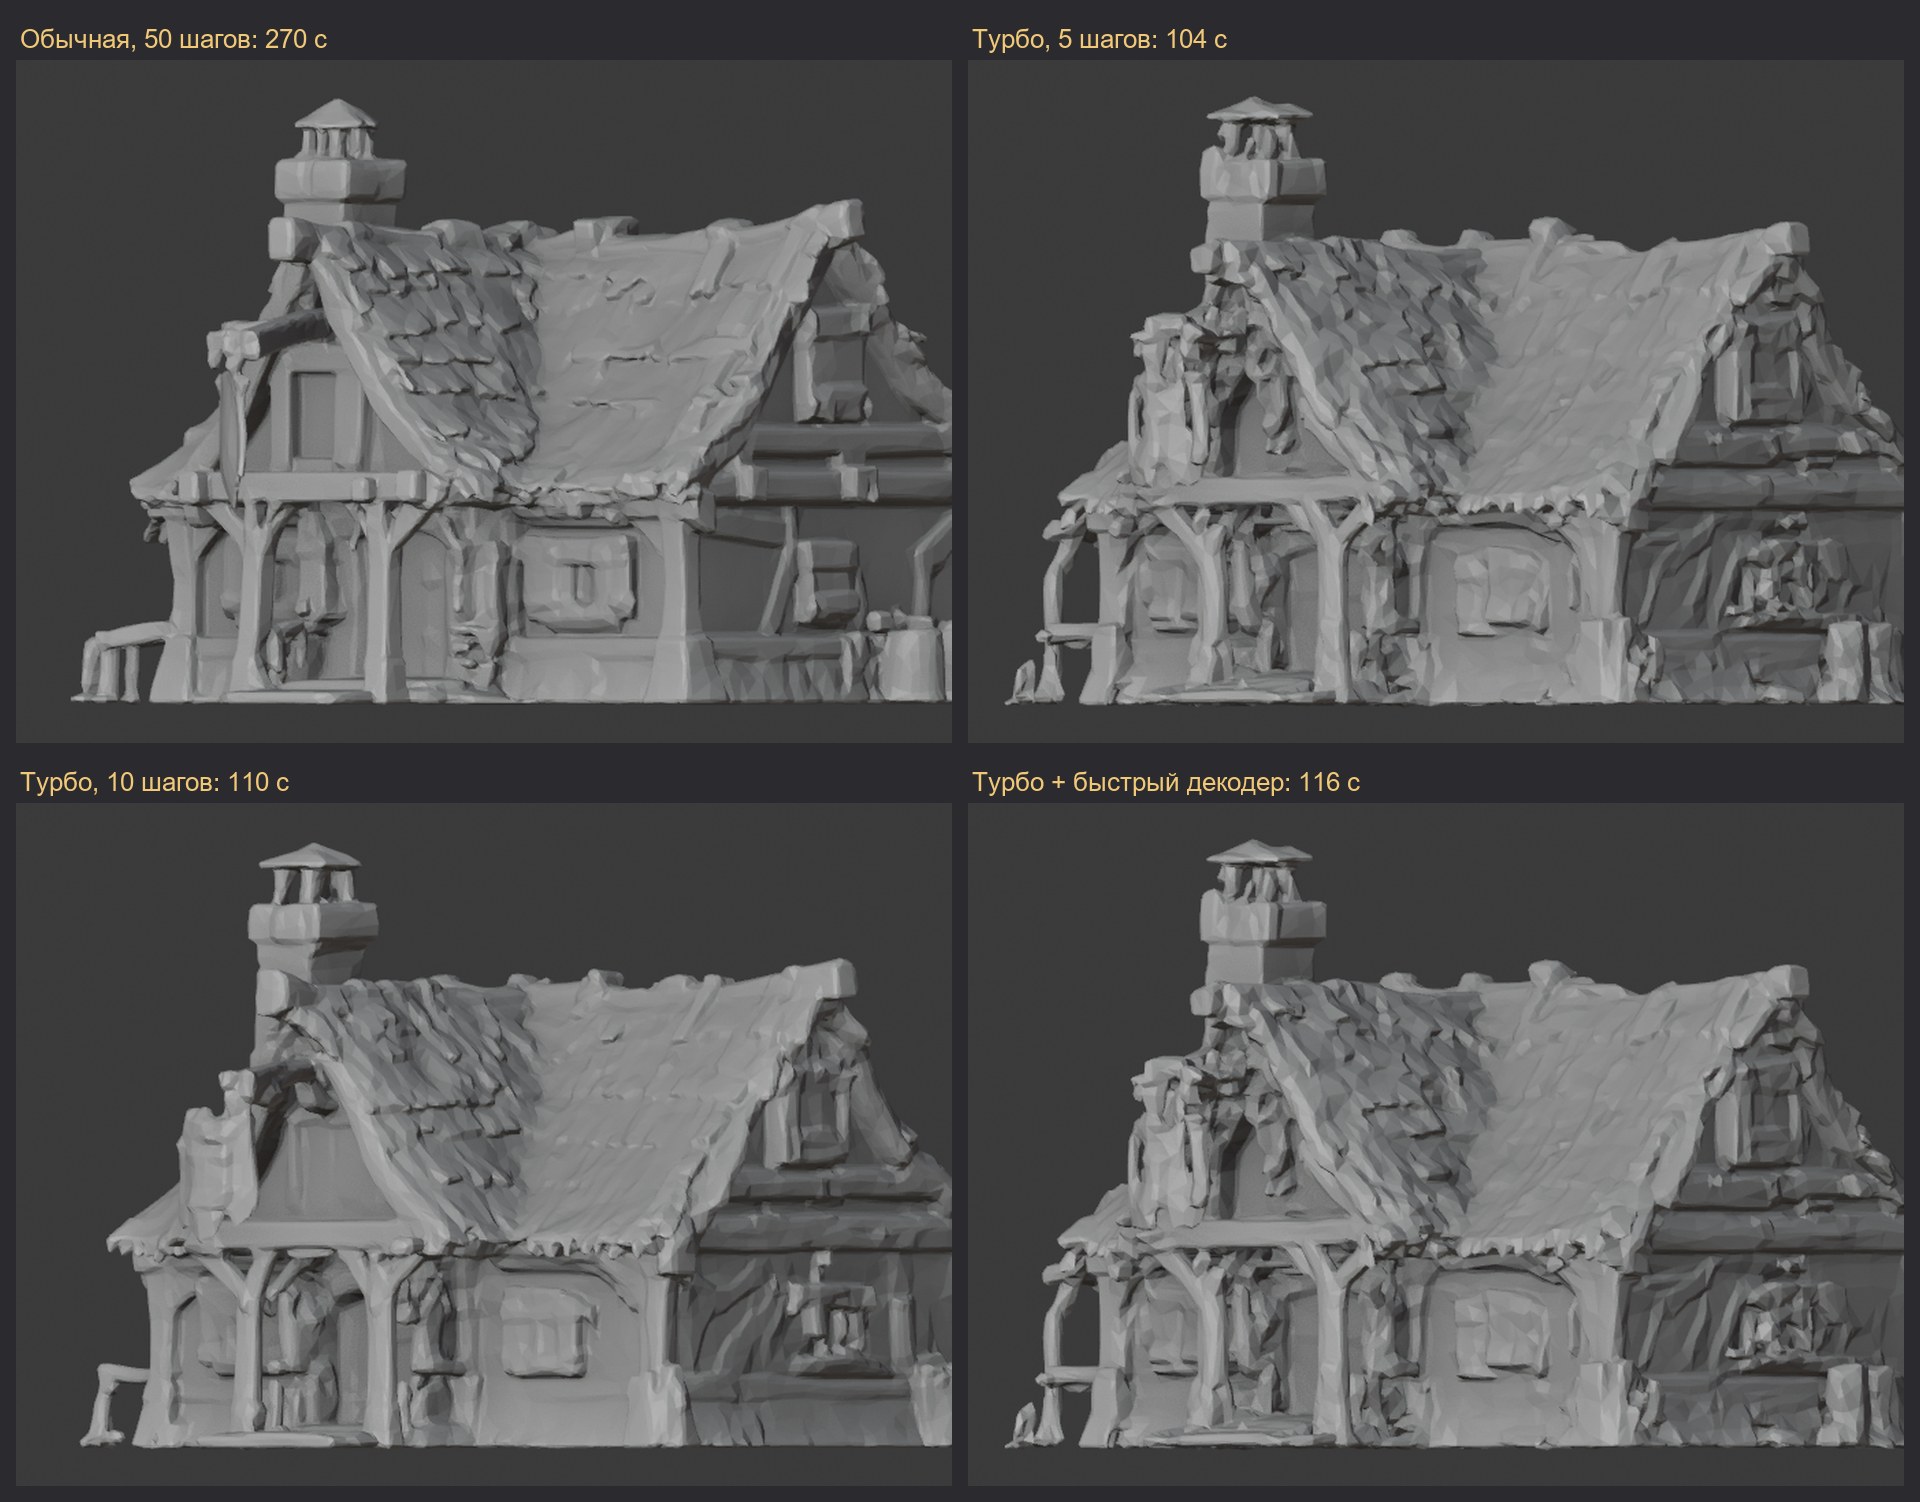 Обычная, 50 шагов: 270 с
Турбо, 5 шагов: 104 с
Турбо, 10 шагов: 110 с
Турбо + быстрый декодер: 116 с